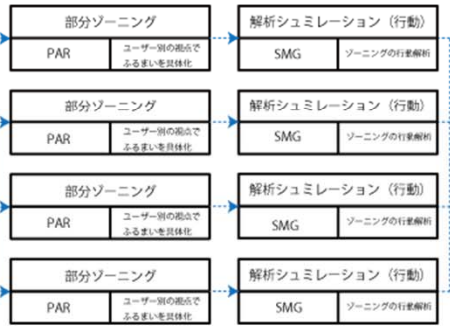 部分ゾーニング
解析シュミレーション（行動）
PAR
ユーザー別の視点で
ふるまいを具体化
SMG
ゾーニングの行動解析
部分ゾーニング
解析シュミレーション（行動）
PAR
ユーザー別の視点で
ふるまいを具体化
SMG
ゾーニングの行動解析
部分ゾーニング
解析シュミレーション（行動）
PAR
ユーザー別の視点で
ふるまいを具体化
SMG
ゾーニングの行動解析
部分ゾーニング
解析シュミレーション（行動）
PAR
ユーザー別の視点で
ふるまいを具体化
SMG
ゾーニングの行動解析